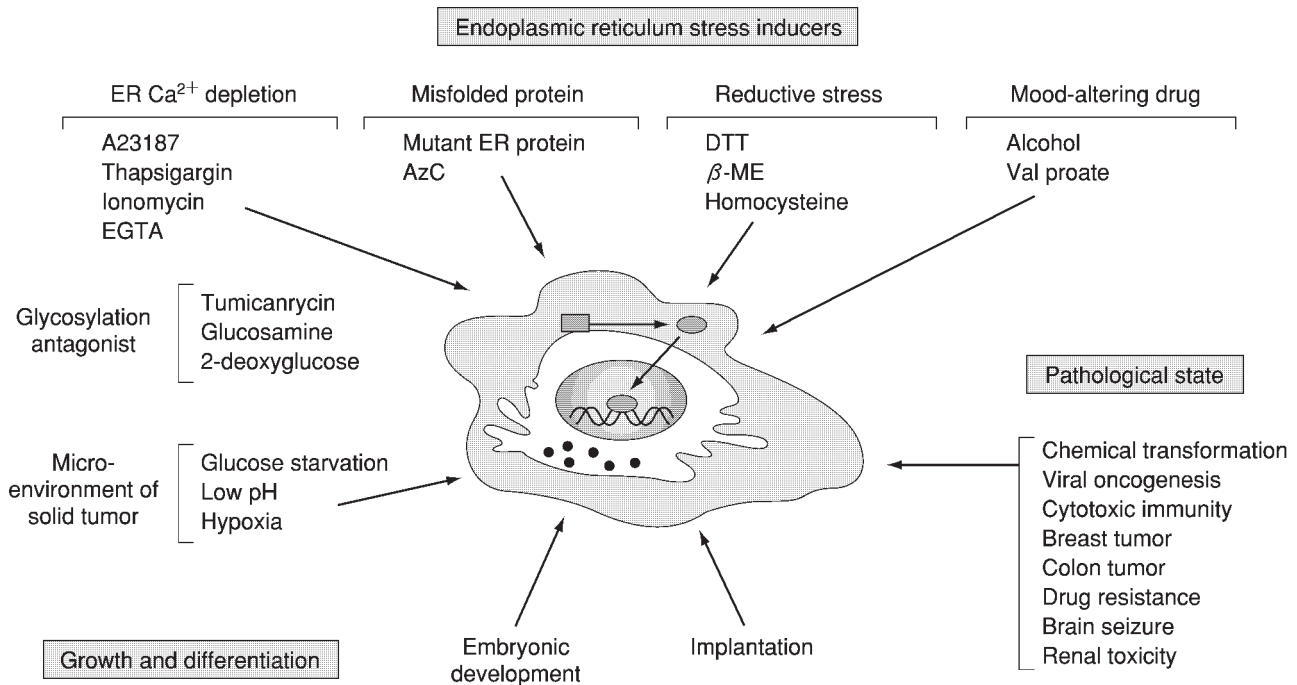 Endoplasmic reticulum stress inducers
ER Ca²⁺ depletion
A23187
Thapsigargin
Ionomycin
EGTA
Misfolded protein
Mutant ER protein
AzC
Reductive stress
DTT
β-ME
Homocysteine
Mood-altering drug
Alcohol
Val proate
Glycosylation
antagonist
Tumicanrycin
Glucosamine
2-deoxyglucose
Micro-
environment of
solid tumor
Glucose starvation
Low pH
Hypoxia
Pathological state
Chemical transformation
Viral oncogenesis
Cytotoxic immunity
Breast tumor
Colon tumor
Drug resistance
Brain seizure
Renal toxicity
Growth and differentiation
Embryonic
development
Implantation